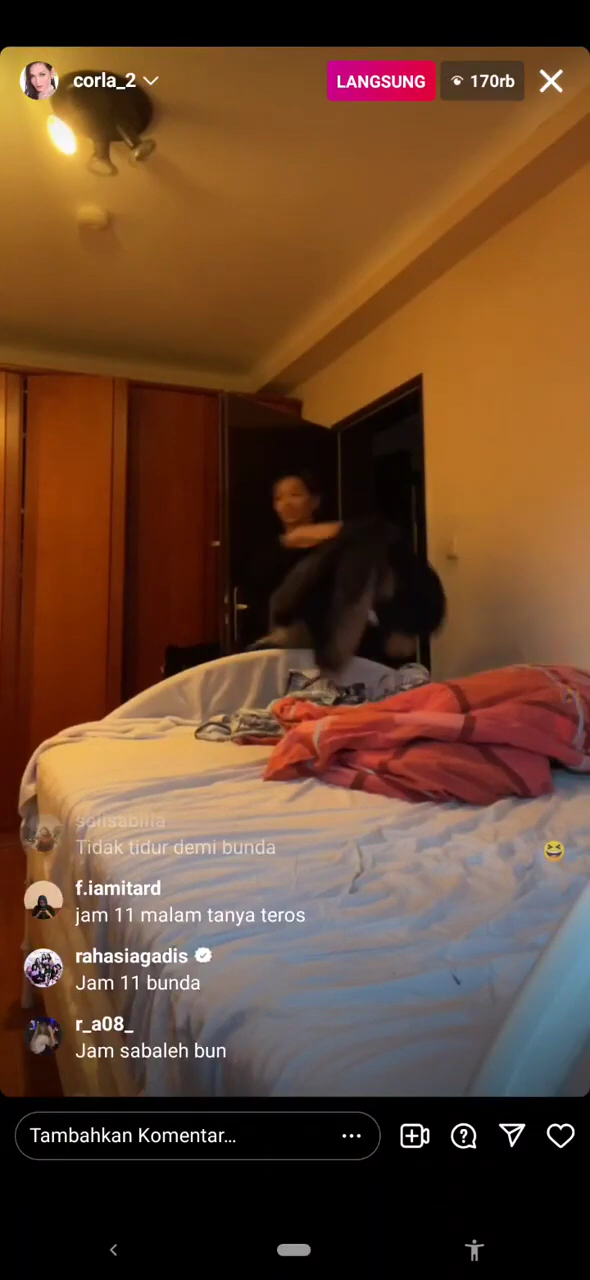 corla_2
LANGSUNG
170rb
salisabilla
Tidak tidur demi bunda
f.iamitard
jam 11 malam tanya teros
rahasiagadis
Jam 11 bunda
r_a08_
Jam sabaleh bun
Tambahkan Komentar...